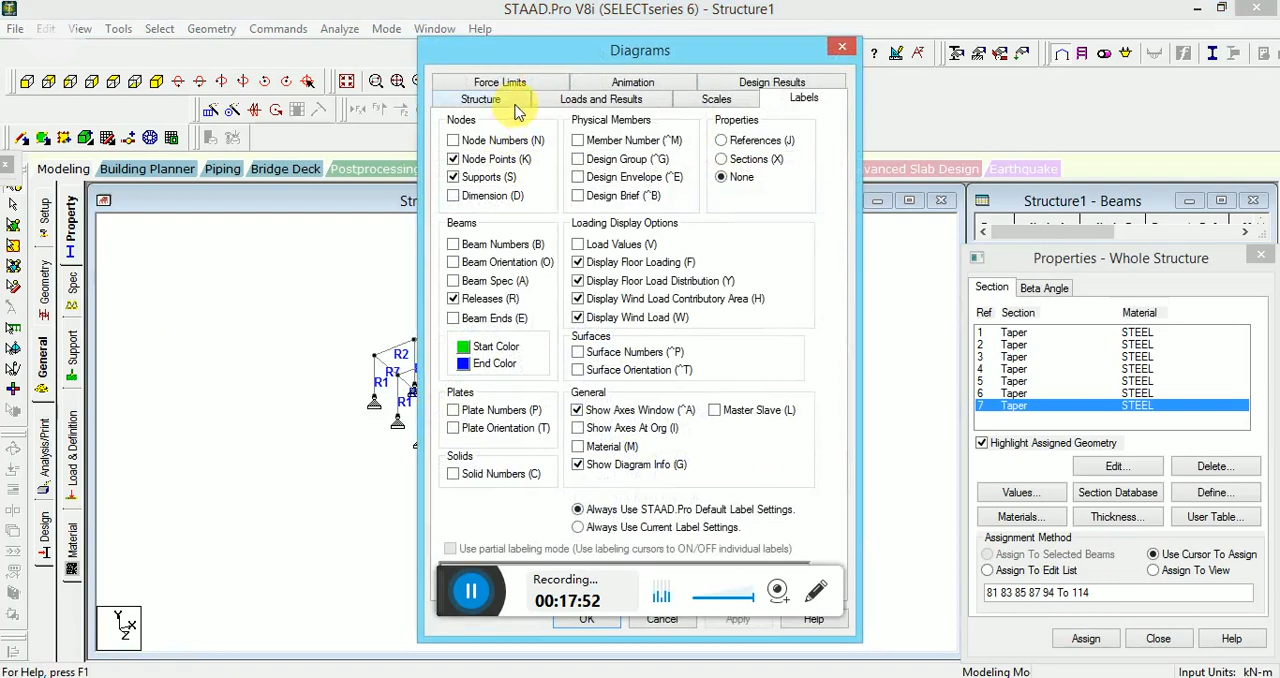 STAAD.Pro V8i (SELECTseries 6) - Structure1
File Edit View Tools Select Geometry Commands Analyze Mode Window Help
Modeling Building Planner Piping Bridge Deck Postprocessing
Slab Design Earthquake
Setup
Geometry
General
Analysis/Print
Design
Property
Spec
Support
Load & Definition
Material
R2
R7
R1
R1
Y
X
Z
Diagrams
Force Limits Animation Design Results
Structure Loads and Results Scales Labels
Nodes
Node Numbers (N)
Node Points (K)
Supports (S)
Dimension (D)
Beams
Beam Numbers (B)
Beam Orientation (O)
Beam Spec (A)
Releases (R)
Beam Ends (E)
Start Color
End Color
Plates
Plate Numbers (P)
Plate Orientation (T)
Solids
Solid Numbers (C)
Physical Members
Member Number (^M)
Design Group (^G)
Design Envelope (^E)
Design Brief (^B)
Properties
References (J)
Sections (X)
None
Loading Display Options
Load Values (V)
Display Floor Loading (F)
Display Floor Load Distribution (Y)
Display Wind Load Contributory Area (H)
Display Wind Load (W)
Surfaces
Surface Numbers (^P)
Surface Orientation (^T)
General
Show Axes Window (^A) Master Slave (L)
Show Axes At Org (I)
Material (M)
Show Diagram Info (G)
Always Use STAAD.Pro Default Label Settings.
Always Use Current Label Settings.
Use partial labeling mode (Use labeling cursors to ON/OFF individual labels)
Recording...
00:17:52
OK Cancel Apply Help
Structure1 - Beams
Properties - Whole Structure
Section Beta Angle
Ref Section Material
1 Taper STEEL
2 Taper STEEL
3 Taper STEEL
4 Taper STEEL
5 Taper STEEL
6 Taper STEEL
7 Taper STEEL
Highlight Assigned Geometry
Edit... Delete...
Values... Section Database Define...
Materials... Thickness... User Table...
Assignment Method
Assign To Selected Beams Use Cursor To Assign
Assign To Edit List Assign To View
81 83 85 87 94 To 114
Assign Close Help
For Help, press F1
Modeling Mo
Input Units: kN-m